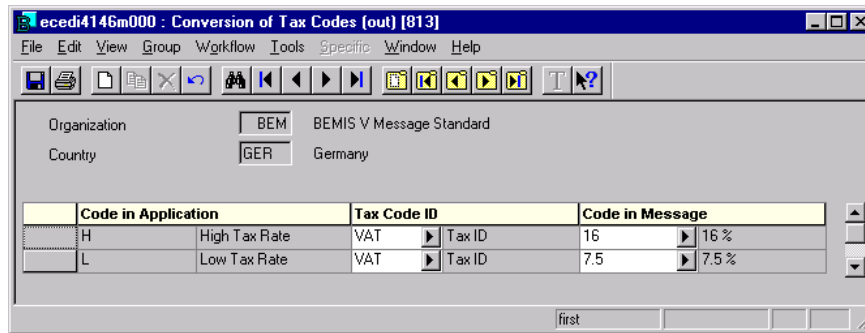 ecedi4146m000 : Conversion of Tax Codes (out) [813]
File Edit View Group Workflow Tools Specific Window Help
T ?
Organization BEM BEMIS V Message Standard
Country GER Germany
Code in Application Tax Code ID Code in Message
H High Tax Rate VAT Tax ID 16 16 %
L Low Tax Rate VAT Tax ID 7.5 7.5 %
first